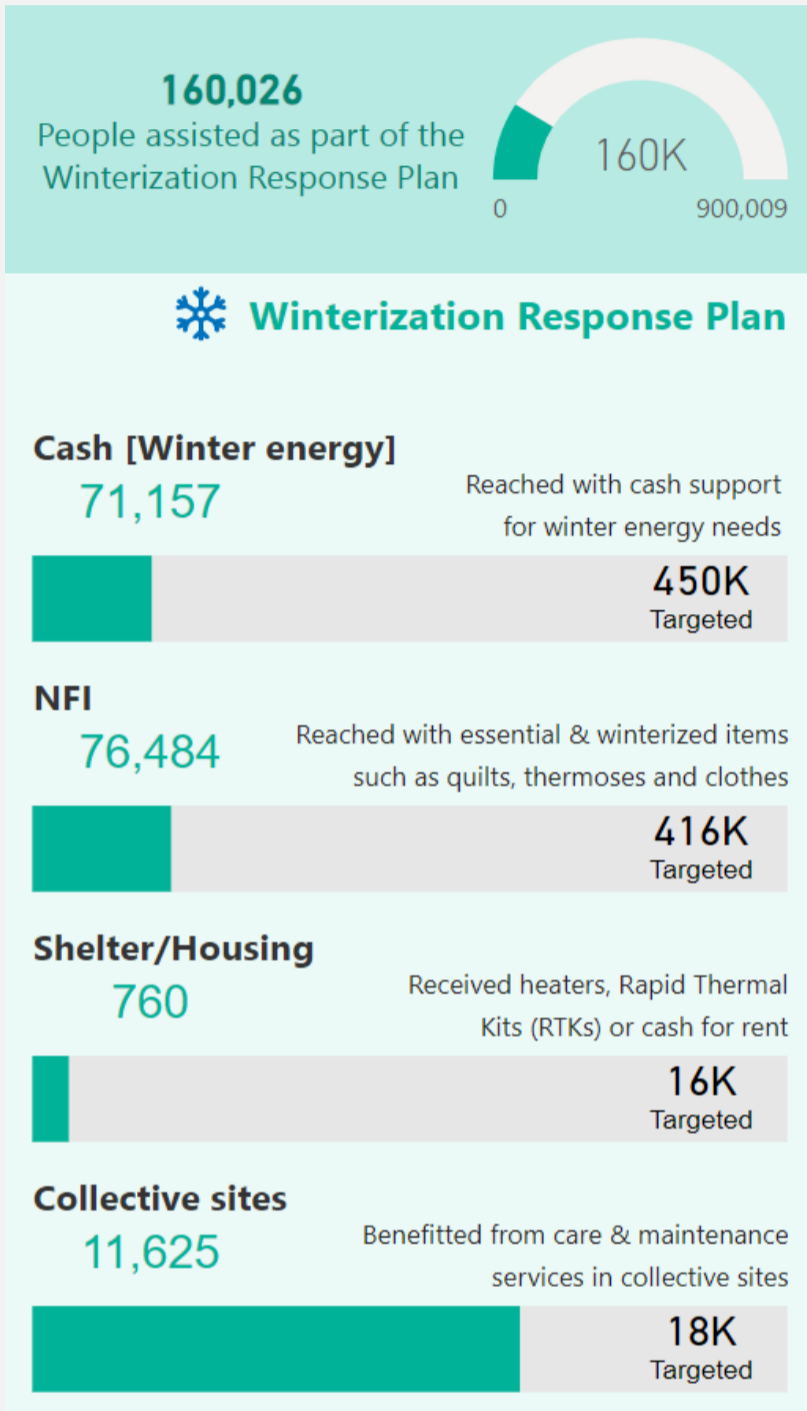 160,026
People assisted as part of the
Winterization Response Plan
160K
0
900,009
Winterization Response Plan
Cash [Winter energy]
71,157
Reached with cash support
for winter energy needs
450K
Targeted
NFI
76,484
Reached with essential & winterized items
such as quilts, thermoses and clothes
416K
Targeted
Shelter/Housing
760
Received heaters, Rapid Thermal
Kits (RTKs) or cash for rent
16K
Targeted
Collective sites
11,625
Benefitted from care & maintenance
services in collective sites
18K
Targeted